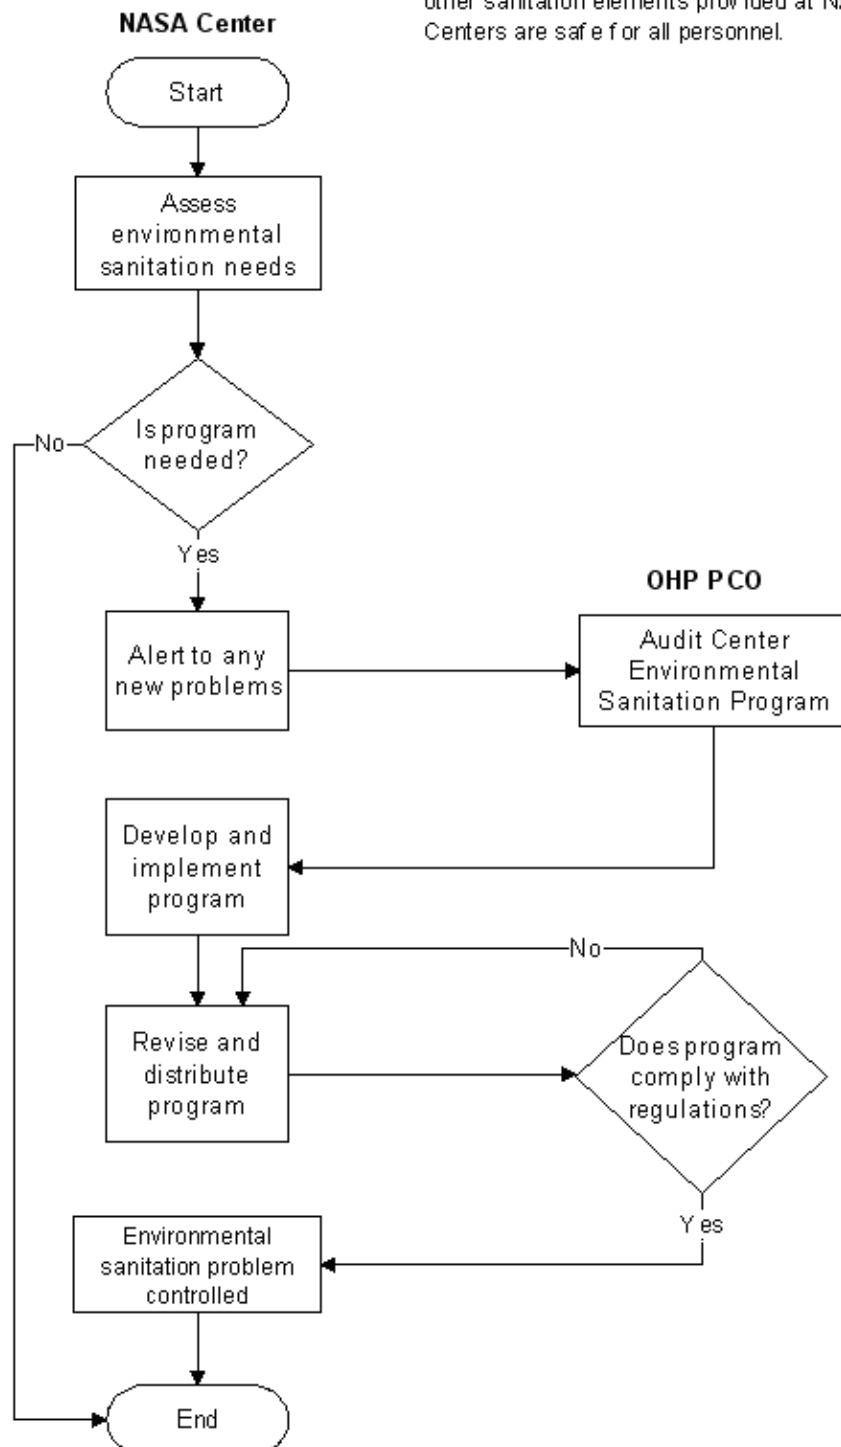 NASA Center
other sanitation elements provided at
Centers are safe for all personnel.
Start
Assess
environmental
sanitation needs
Is program
needed?
No
Yes
OHP PCO
Alert to any
new problems
Audit Center
Environmental
Sanitation Program
Develop and
implement
program
No
Revise and
distribute
program
Does program
comply with
regulations?
Yes
Environmental
sanitation problem
controlled
End